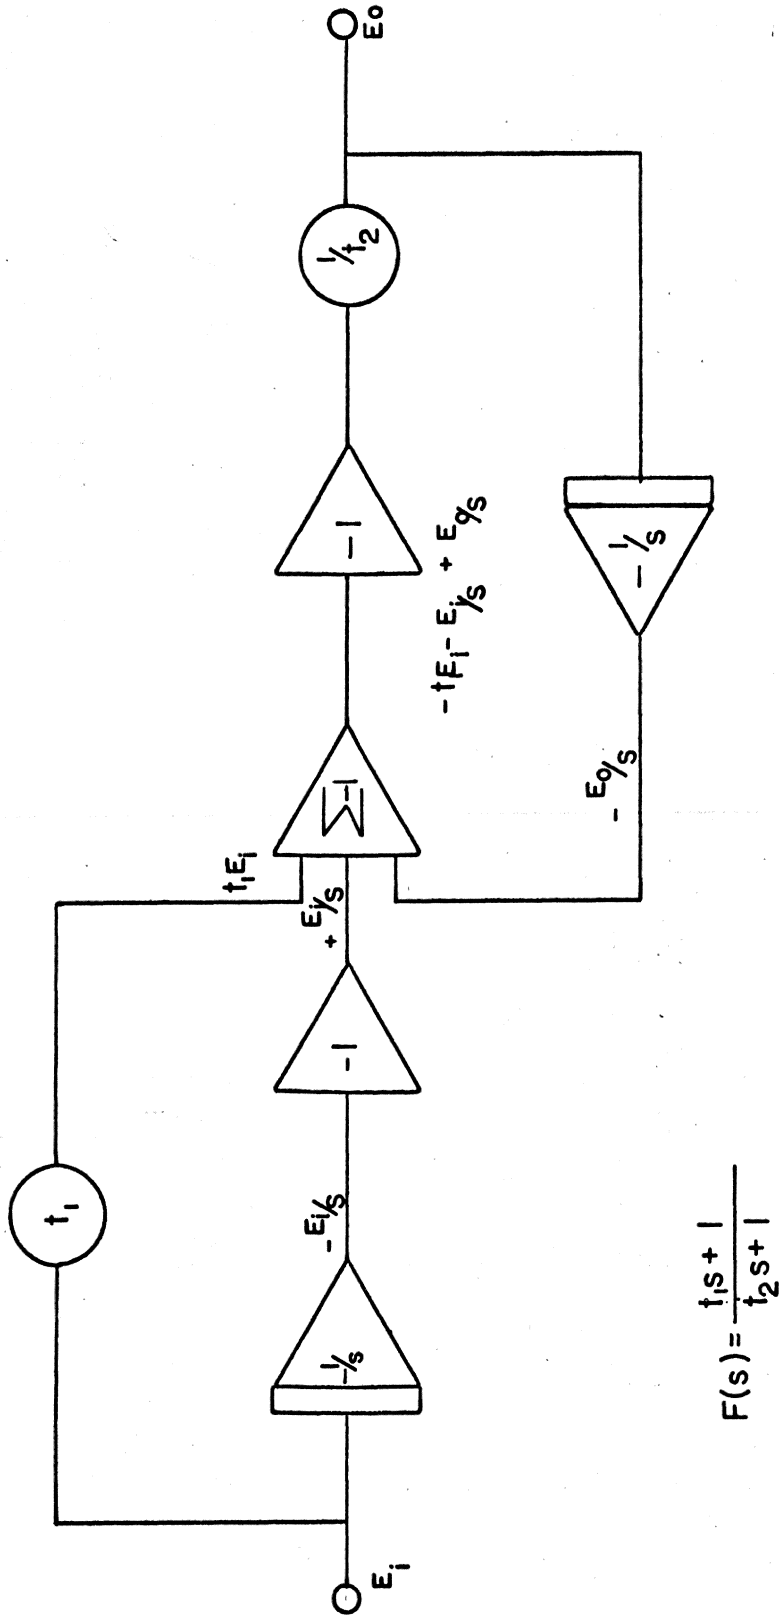 t₁
t₁Eᵢ
Eᵢ
-1/s
- Eᵢ/s
-1
+ Eᵢ/s
Σ-1
-1
1/t₂
Eo
-tEᵢ - Eᵢ/s + Eo/s
- Eo/s
- 1/s
F(s) = t₁s + 1
t₂s + 1